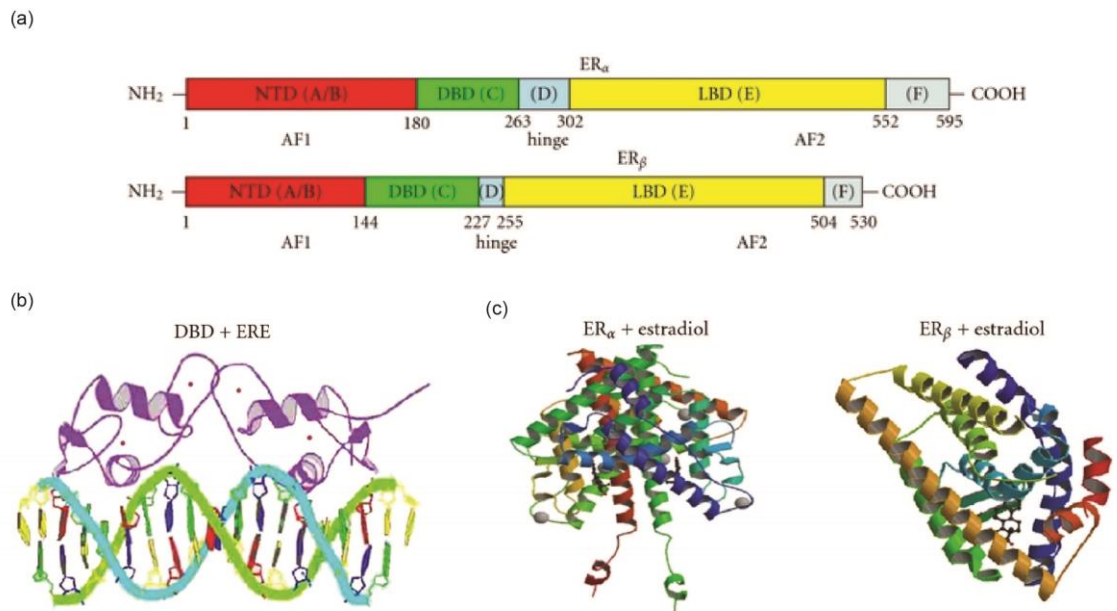 (a)
ERα
NH2 NTD (A/B) DBD (C) (D) LBD (E) (F) COOH
1 180 263 302 552 595
AF1 hinge AF2
ERβ
NH2 NTD (A/B) DBD (C) (D) LBD (E) (F) COOH
1 144 227 255 504 530
AF1 hinge AF2
(b)
DBD + ERE
(c)
ERα + estradiol ERβ + estradiol